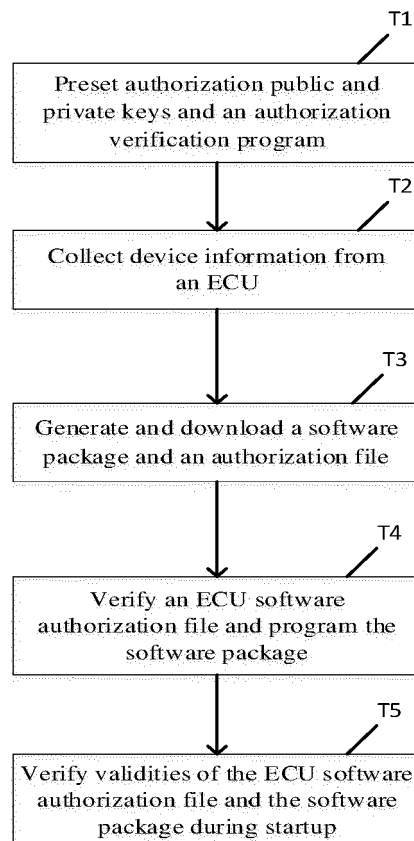 T1
Preset authorization public and
private keys and an authorization
verification program
T2
Collect device information from
an ECU
T3
Generate and download a software
package and an authorization file
T4
Verify an ECU software
authorization file and program the
software package
T5
Verify validities of the ECU software
authorization file and the software
package during startup